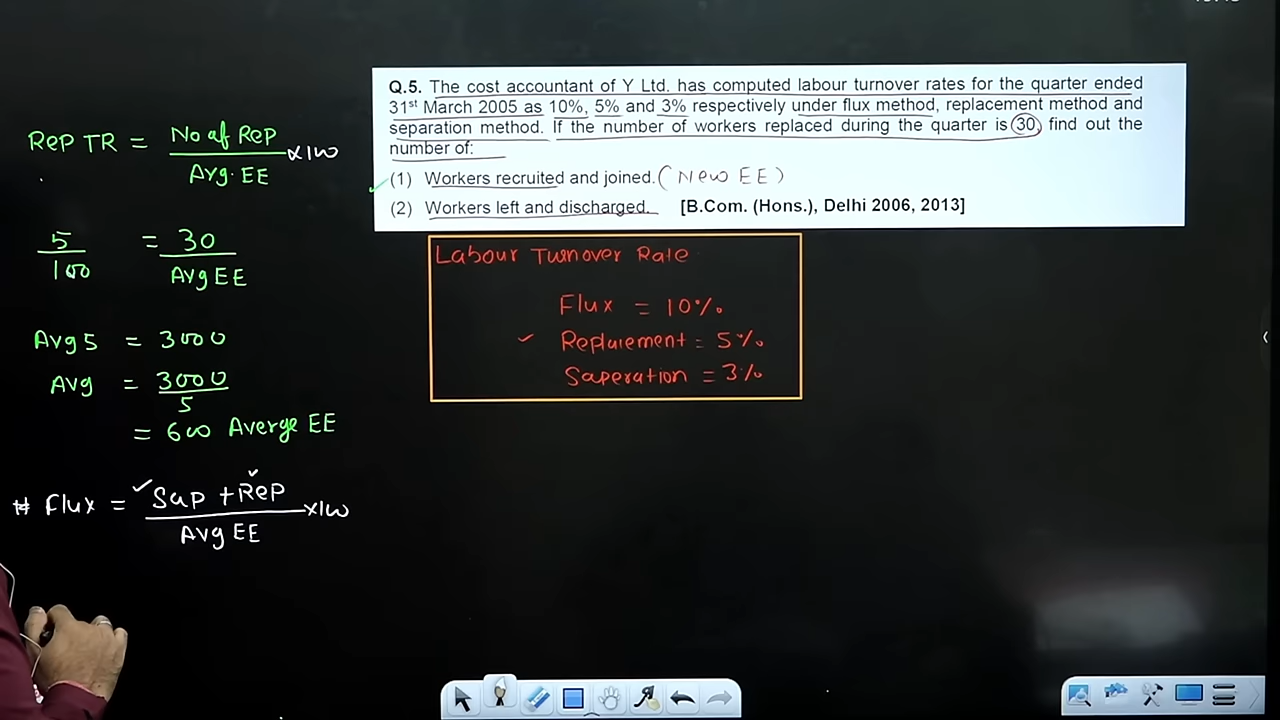 Q.5. The cost accountant of Y Ltd. has computed labour turnover rates for the quarter ended
31st March 2005 as 10%, 5% and 3% respectively under flux method, replacement method and
separation method. If the number of workers replaced during the quarter is 30, find out the
number of:
(1) Workers recruited and joined. (New EE)
(2) Workers left and discharged. [B.Com. (Hons.), Delhi 2006, 2013]
Rep TR = No of Rep
Avg. EE
×100
5 = 30
100 Avg EE
Avg 5 = 3000
Avg = 3000
5
= 600 Averge EE
# Flux = Sap + Rep
Avg EE
×100
Labour Turnover Rate
Flux = 10%
Replacement = 5%
Saperation = 3%